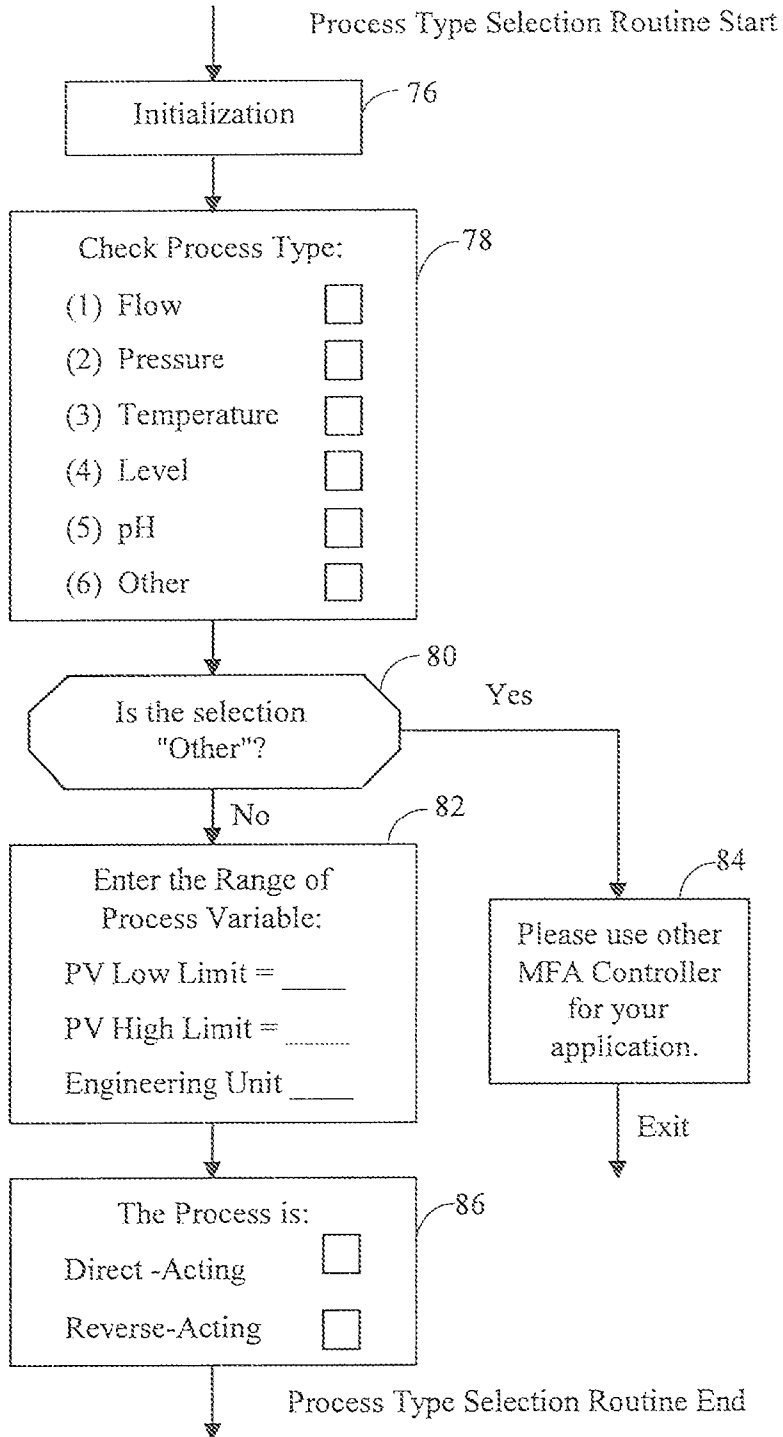 Process Type Selection Routine Start
Initialization
76
Check Process Type:
78
(1) Flow
(2) Pressure
(3) Temperature
(4) Level
(5) pH
(6) Other
80
Is the selection
"Other"?
Yes
No
82
Enter the Range of
Process Variable:
PV Low Limit = ____
PV High Limit = ____
Engineering Unit ____
84
Please use other
MFA Controller
for your
application.
Exit
86
The Process is:
Direct -Acting
Reverse-Acting
Process Type Selection Routine End